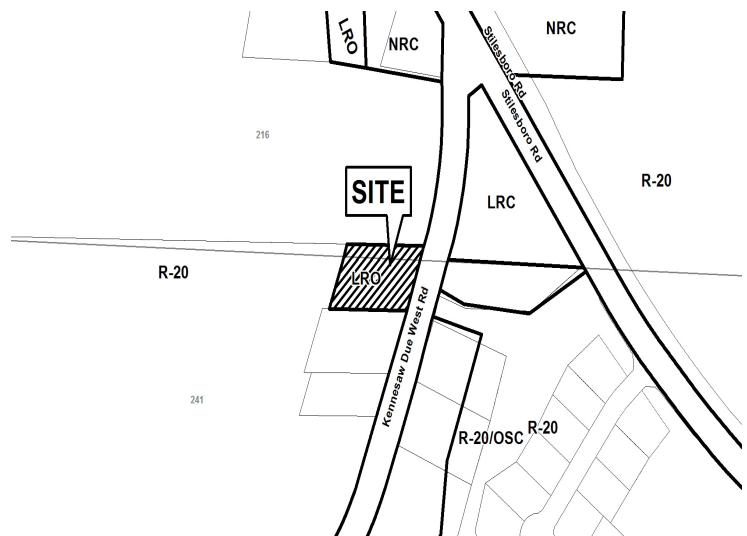 LRO
NRC
NRC
Stilesboro Rd
Stilesboro Rd
216
R-20
SITE
LRC
R-20
LRO
Kennesaw Due West Rd
241
R-20/OSC
R-20